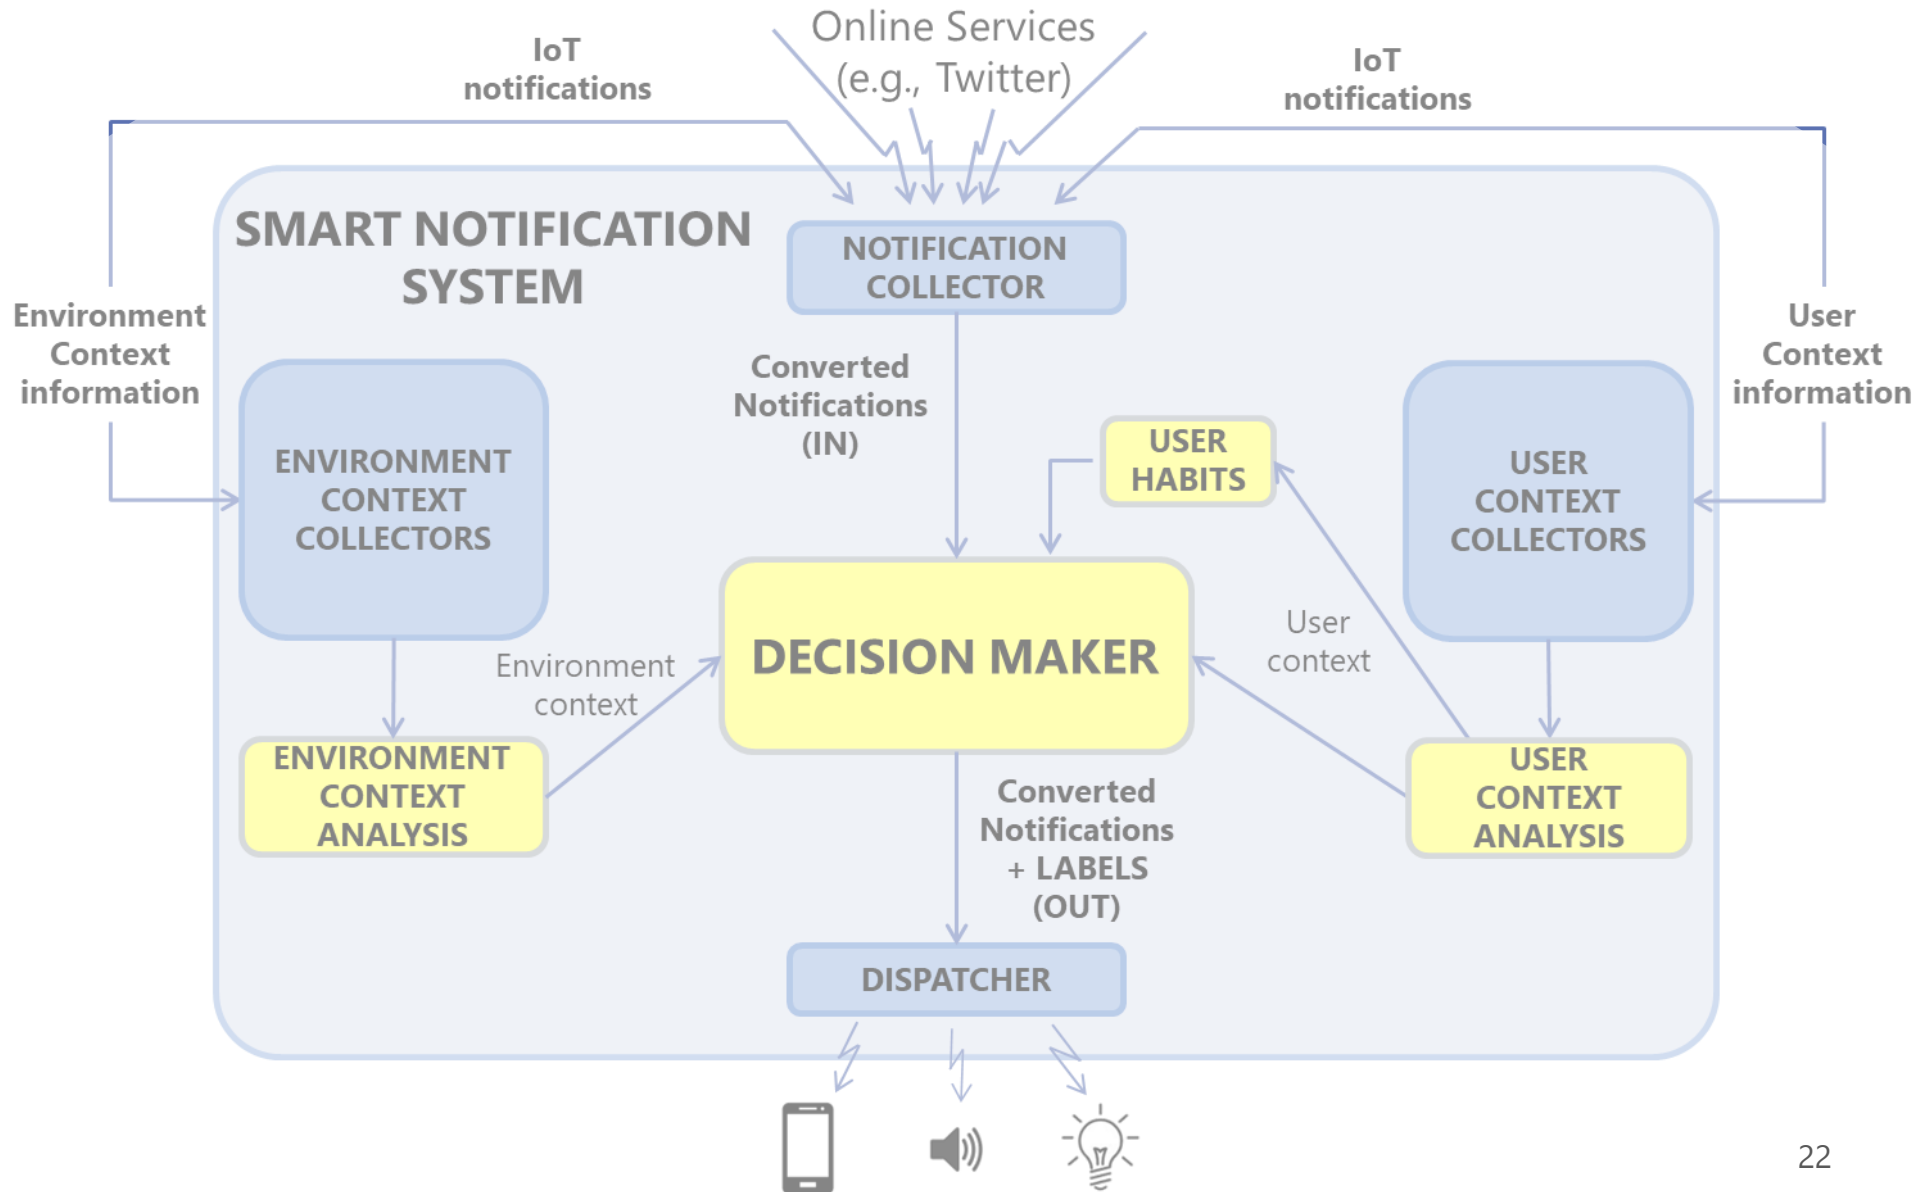 Online Services
(e.g., Twitter)
IoT
notifications
IoT
notifications
SMART NOTIFICATION
SYSTEM
NOTIFICATION
COLLECTOR
Environment
Context
information
User
Context
information
Converted
Notifications
(IN)
USER
HABITS
ENVIRONMENT
CONTEXT
COLLECTORS
USER
CONTEXT
COLLECTORS
DECISION MAKER
Environment
context
User
context
ENVIRONMENT
CONTEXT
ANALYSIS
USER
CONTEXT
ANALYSIS
Converted
Notifications
+ LABELS
(OUT)
DISPATCHER
22